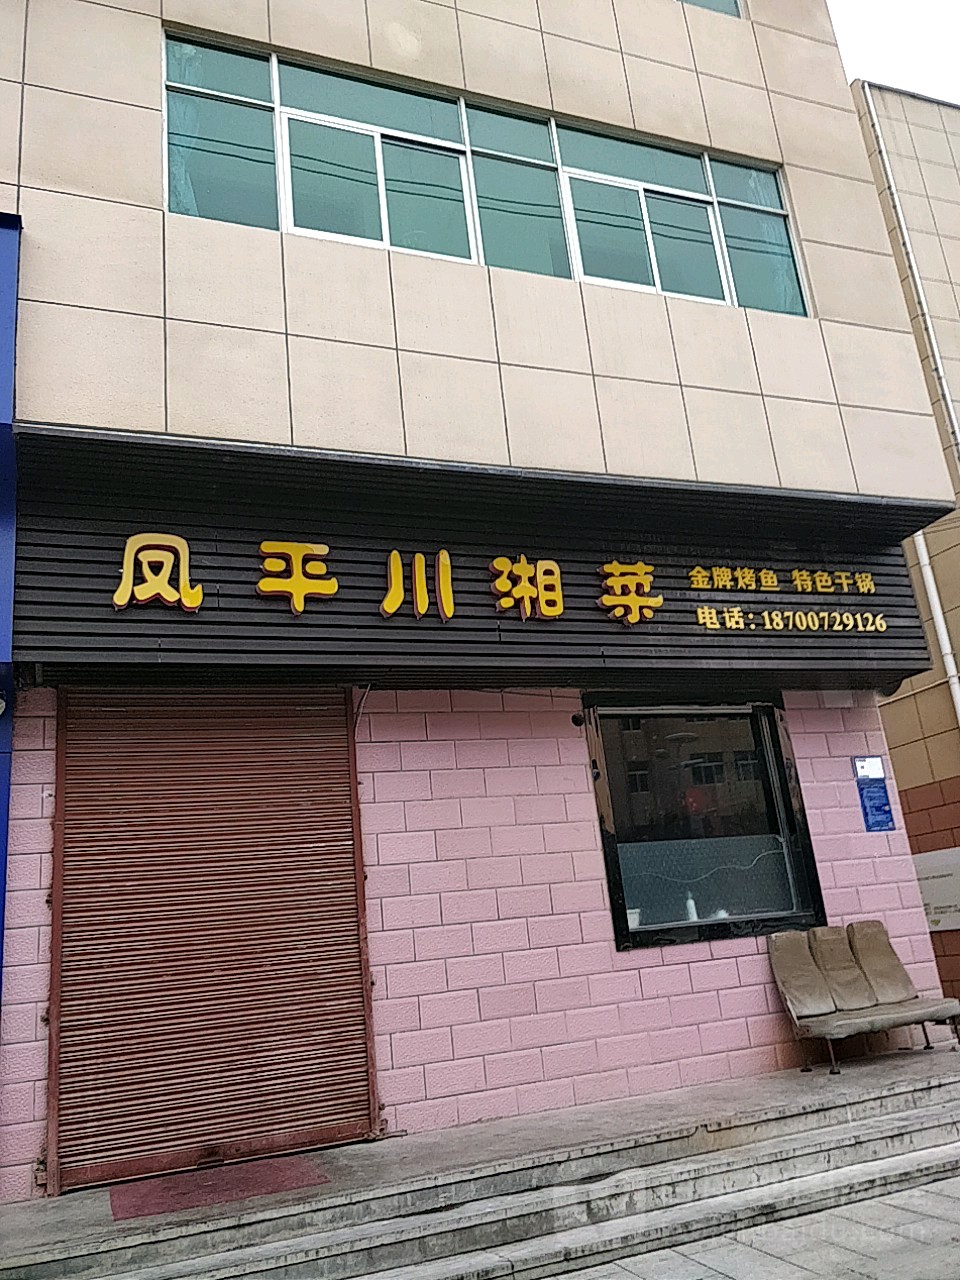 凤平川湘菜
金牌烤鱼 特色干锅
电话：18700729126